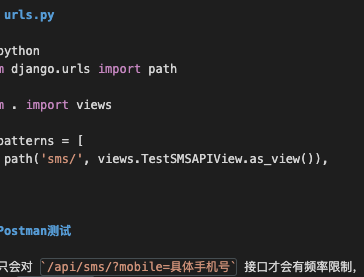 urls.py
python
m django.urls import path
m . import views
patterns = [
path('sms/', views.TestSMSAPIView.as_view()),
Postman测试
只会对 `/api/sms/?mobile=具体手机号` 接口才会有频率限制,